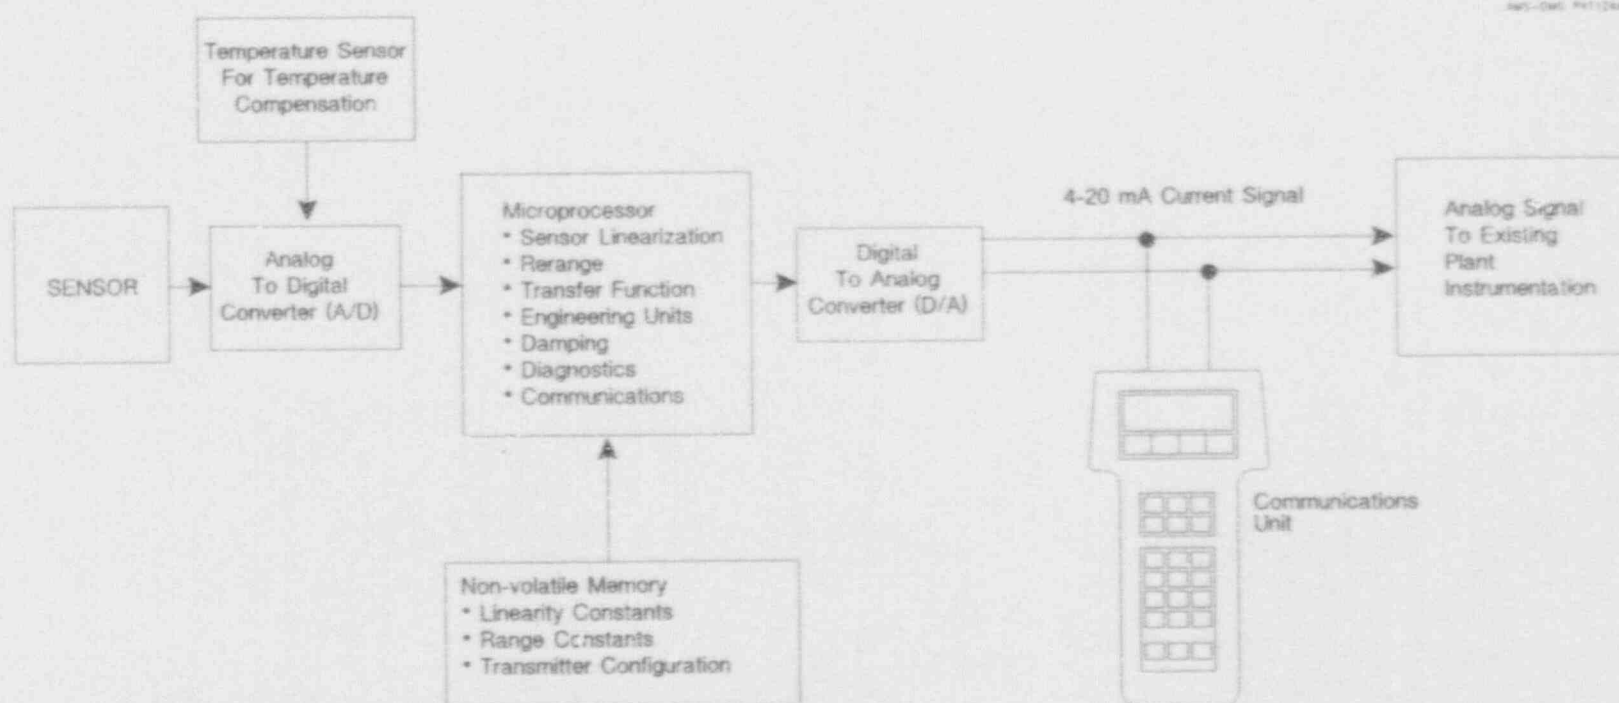 Temperature Sensor
For Temperature
Compensation
SENSOR
Analog
To Digital
Converter (A/D)
Microprocessor
* Sensor Linearization
* Rerange
* Transfer Function
* Engineering Units
* Damping
* Diagnostics
* Communications
Non-volatile Memory
* Linearity Constants
* Range Constants
* Transmitter Configuration
Digital
To Analog
Converter (D/A)
4-20 mA Current Signal
Communications
Unit
Analog Signal
To Existing
Plant
Instrumentation